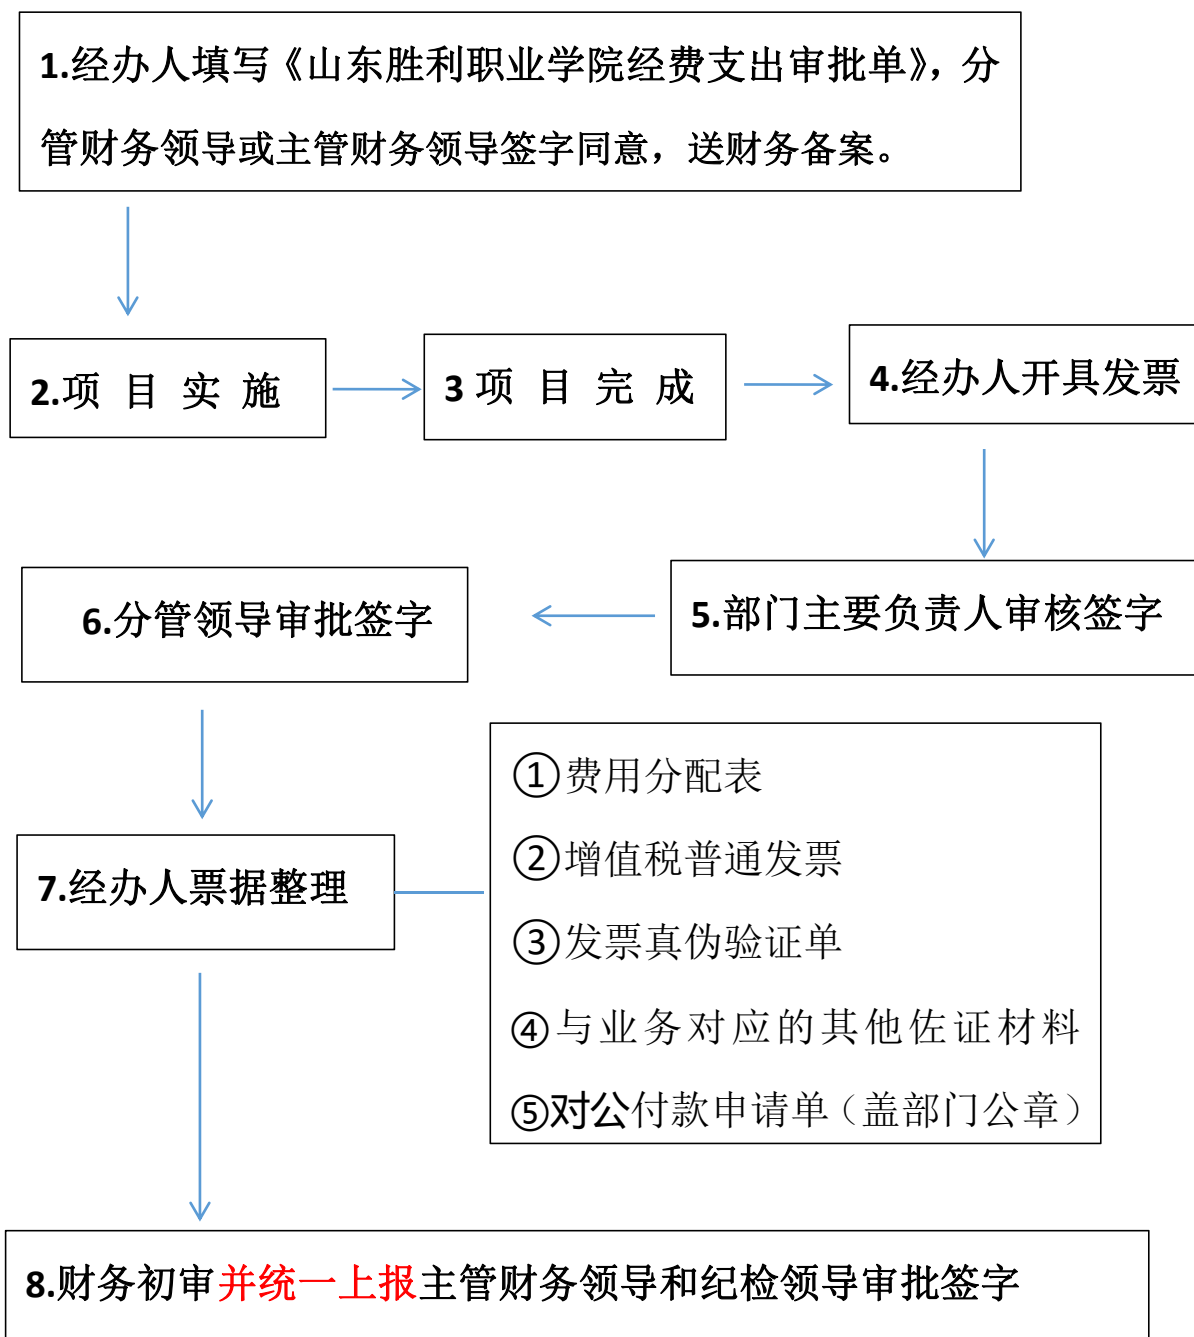 1.经办人填写《山东胜利职业学院经费支出审批单》，分
管财务领导或主管财务领导签字同意，送财务备案。
2.项 目 实 施
3 项 目 完 成
4.经办人开具发票
5.部门主要负责人审核签字
6.分管领导审批签字
7.经办人票据整理
①费用分配表
②增值税普通发票
③发票真伪验证单
④与业务对应的其他佐证材料
⑤对公付款申请单（盖部门公章）
8.财务初审并统一上报主管财务领导和纪检领导审批签字